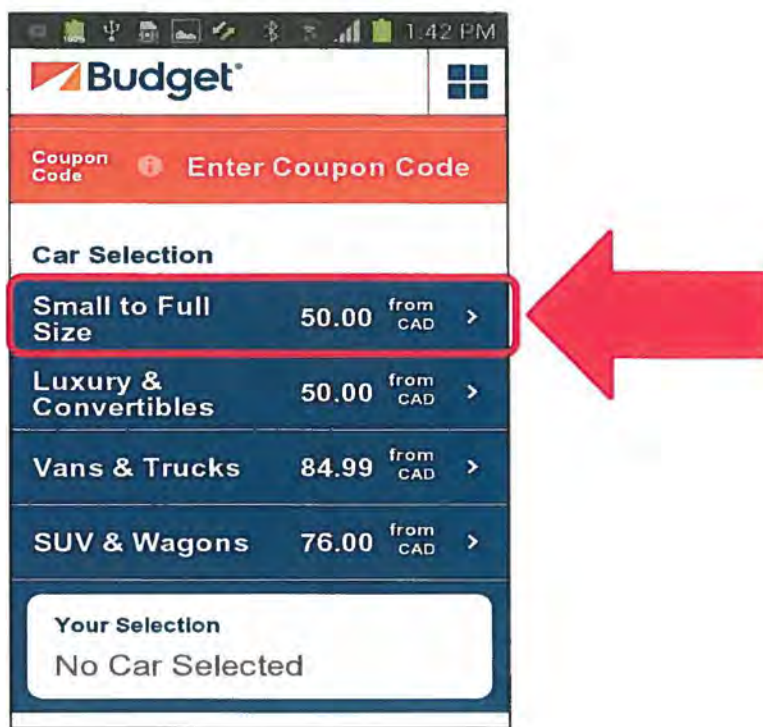 100%
1:42 PM
Budget®
Coupon Code
Enter Coupon Code
Car Selection
Small to Full
Size
50.00 from CAD >
Luxury &
Convertibles
50.00 from CAD >
Vans & Trucks 84.99 from CAD >
SUV & Wagons 76.00 from CAD >
Your Selection
No Car Selected